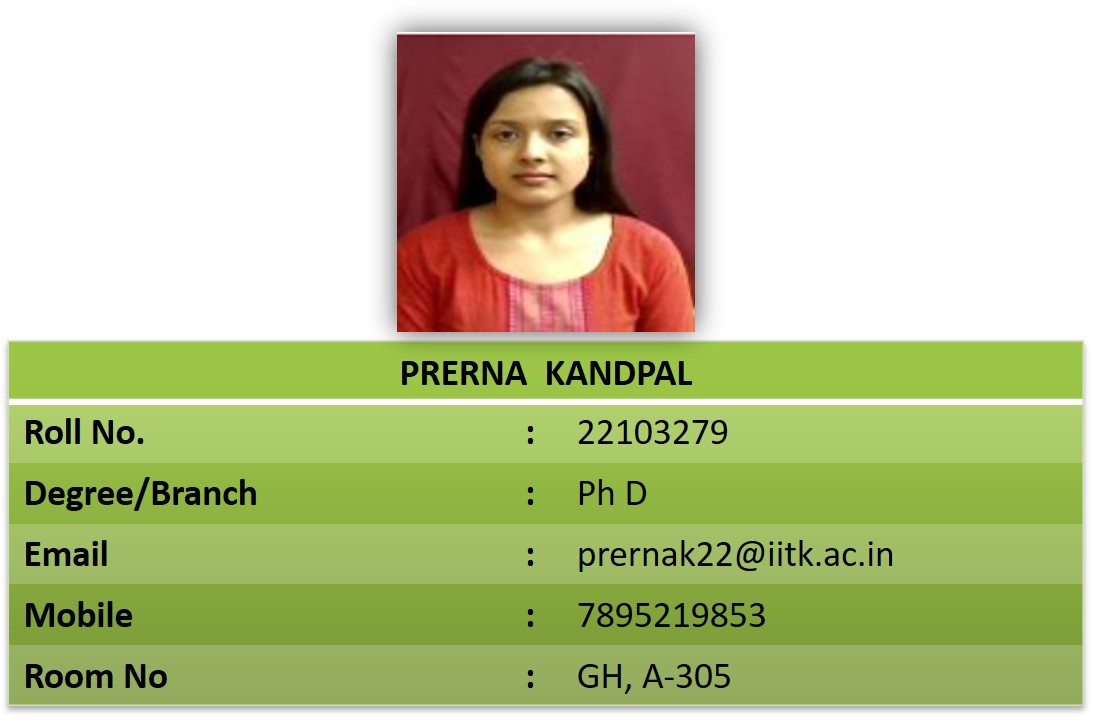 PRERNA KANDPAL
Roll No. : 22103279
Degree/Branch : Ph D
Email : prernak22@iitk.ac.in
Mobile : 7895219853
Room No : GH, A-305